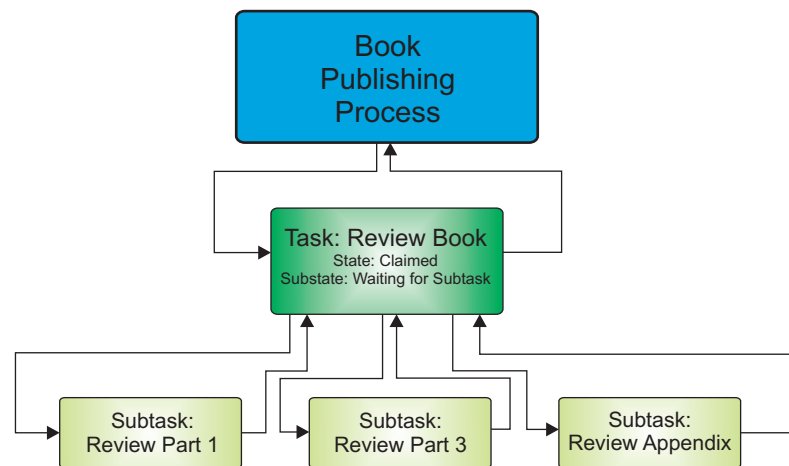 Book
Publishing
Process
Task: Review Book
State: Claimed
Substate: Waiting for Subtask
Subtask:
Review Part 1
Subtask:
Review Part 3
Subtask:
Review Appendix